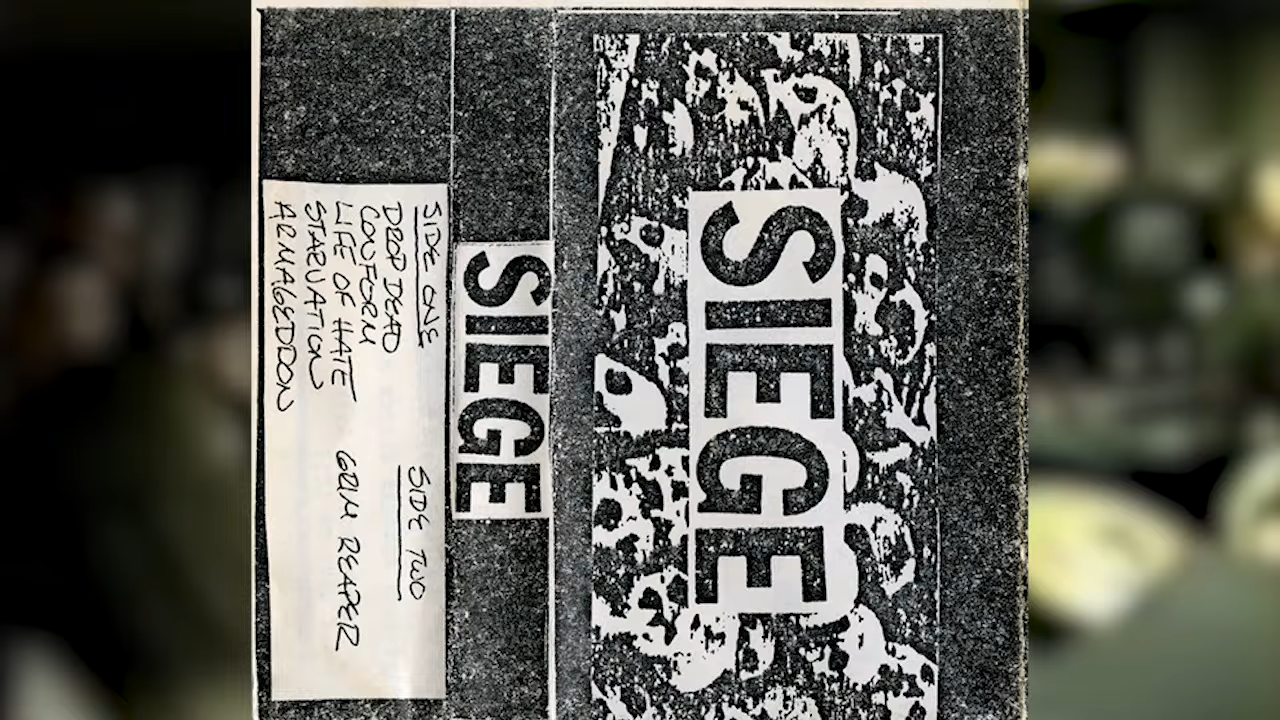 SIDE ONE
DROP DEAD
CONFORM
LIFE OF HATE
STARVATION
ARMAGEDDON
SIDE TWO
GRIM REAPER
SIEGE
SIEGE